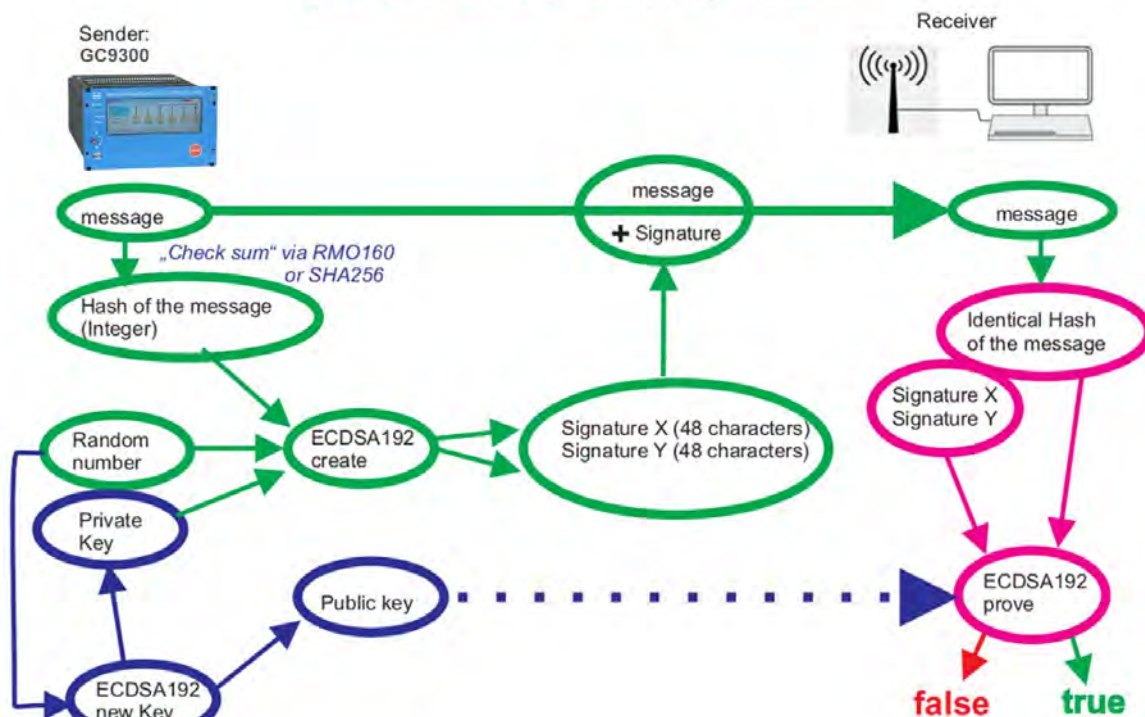 Sender:
GC9300
Receiver
message
message
+ Signature
message
„Check sum“ via RMO160
or SHA256
Hash of the message
(Integer)
Identical Hash
of the message
Signature X
Signature Y
Random
number
ECDSA192
create
Signature X (48 characters)
Signature Y (48 characters)
Private
Key
Public key
ECDSA192
prove
ECDSA192
new Key
false
true